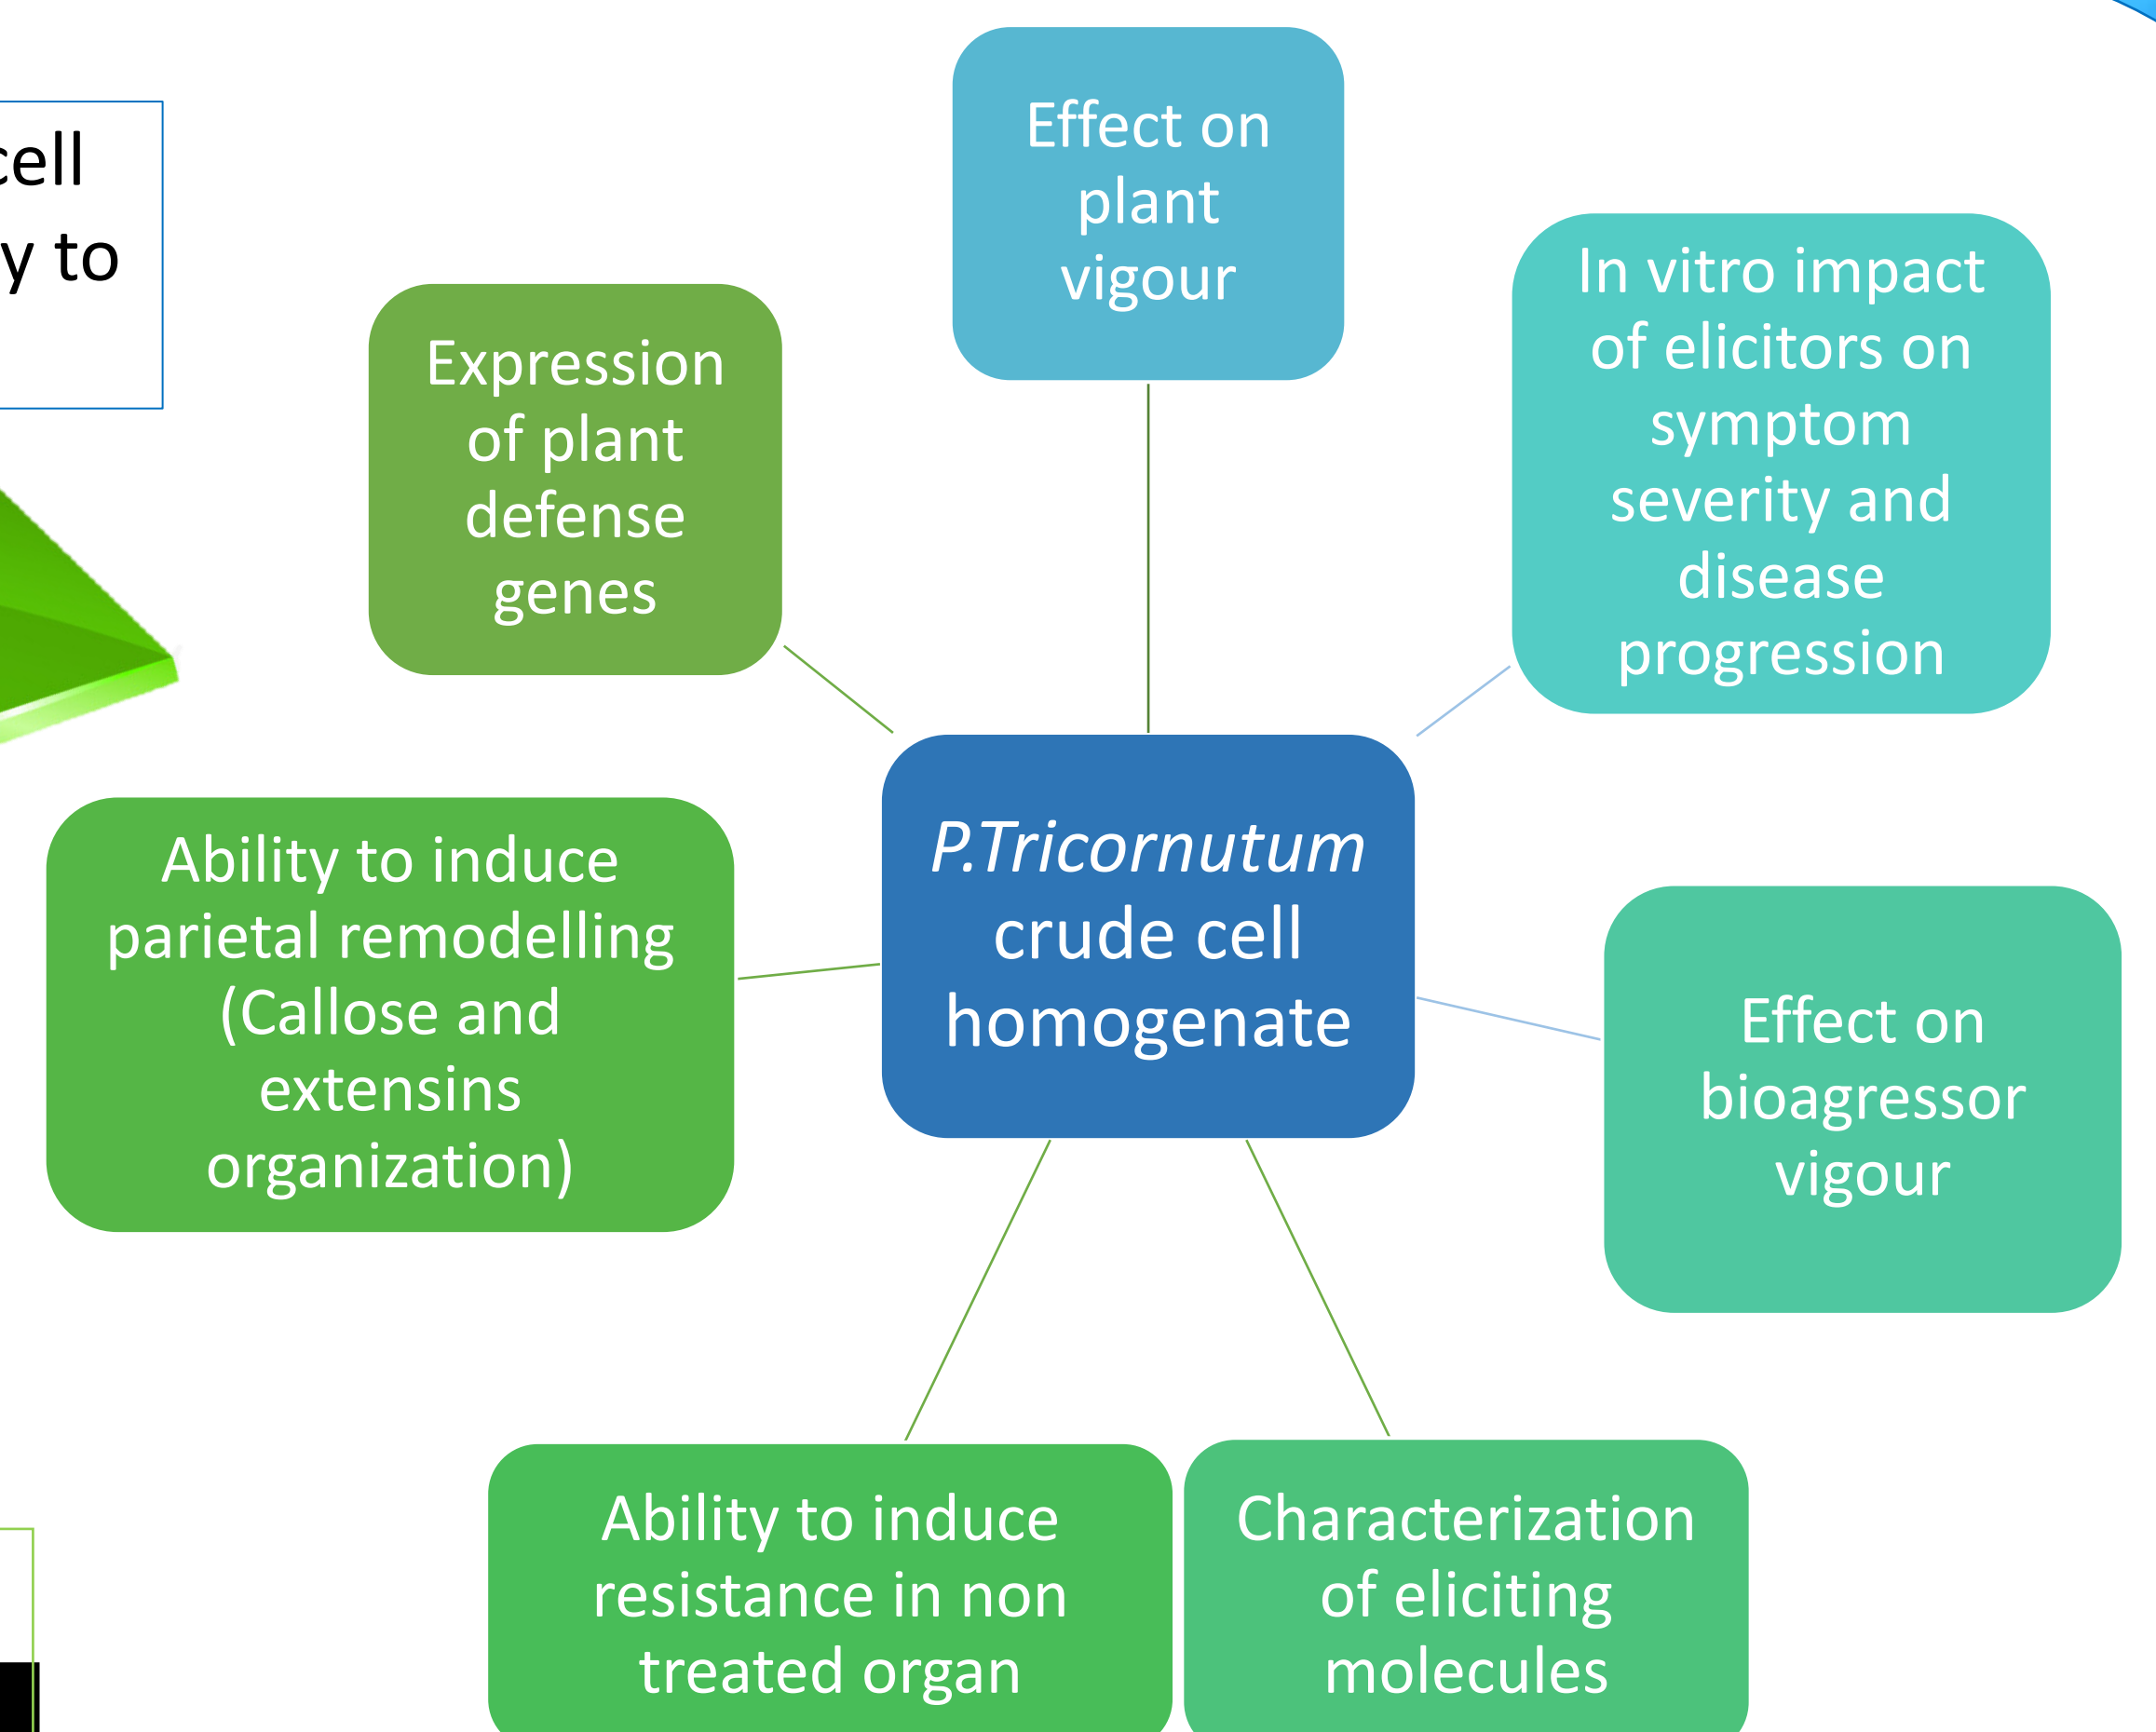 cell
y to
Effect on
plant
vigour
In vitro impact
of elicitors on
symptom
severity and
disease
progression
Expression
of plant
defense
genes
P.Tricornutum
crude cell
homogenate
Ability to induce
parietal remodelling
(Callose and
extensins
organization)
Effect on
bioagressor
vigour
Ability to induce
resistance in non
treated organ
Characterization
of eliciting
molecules